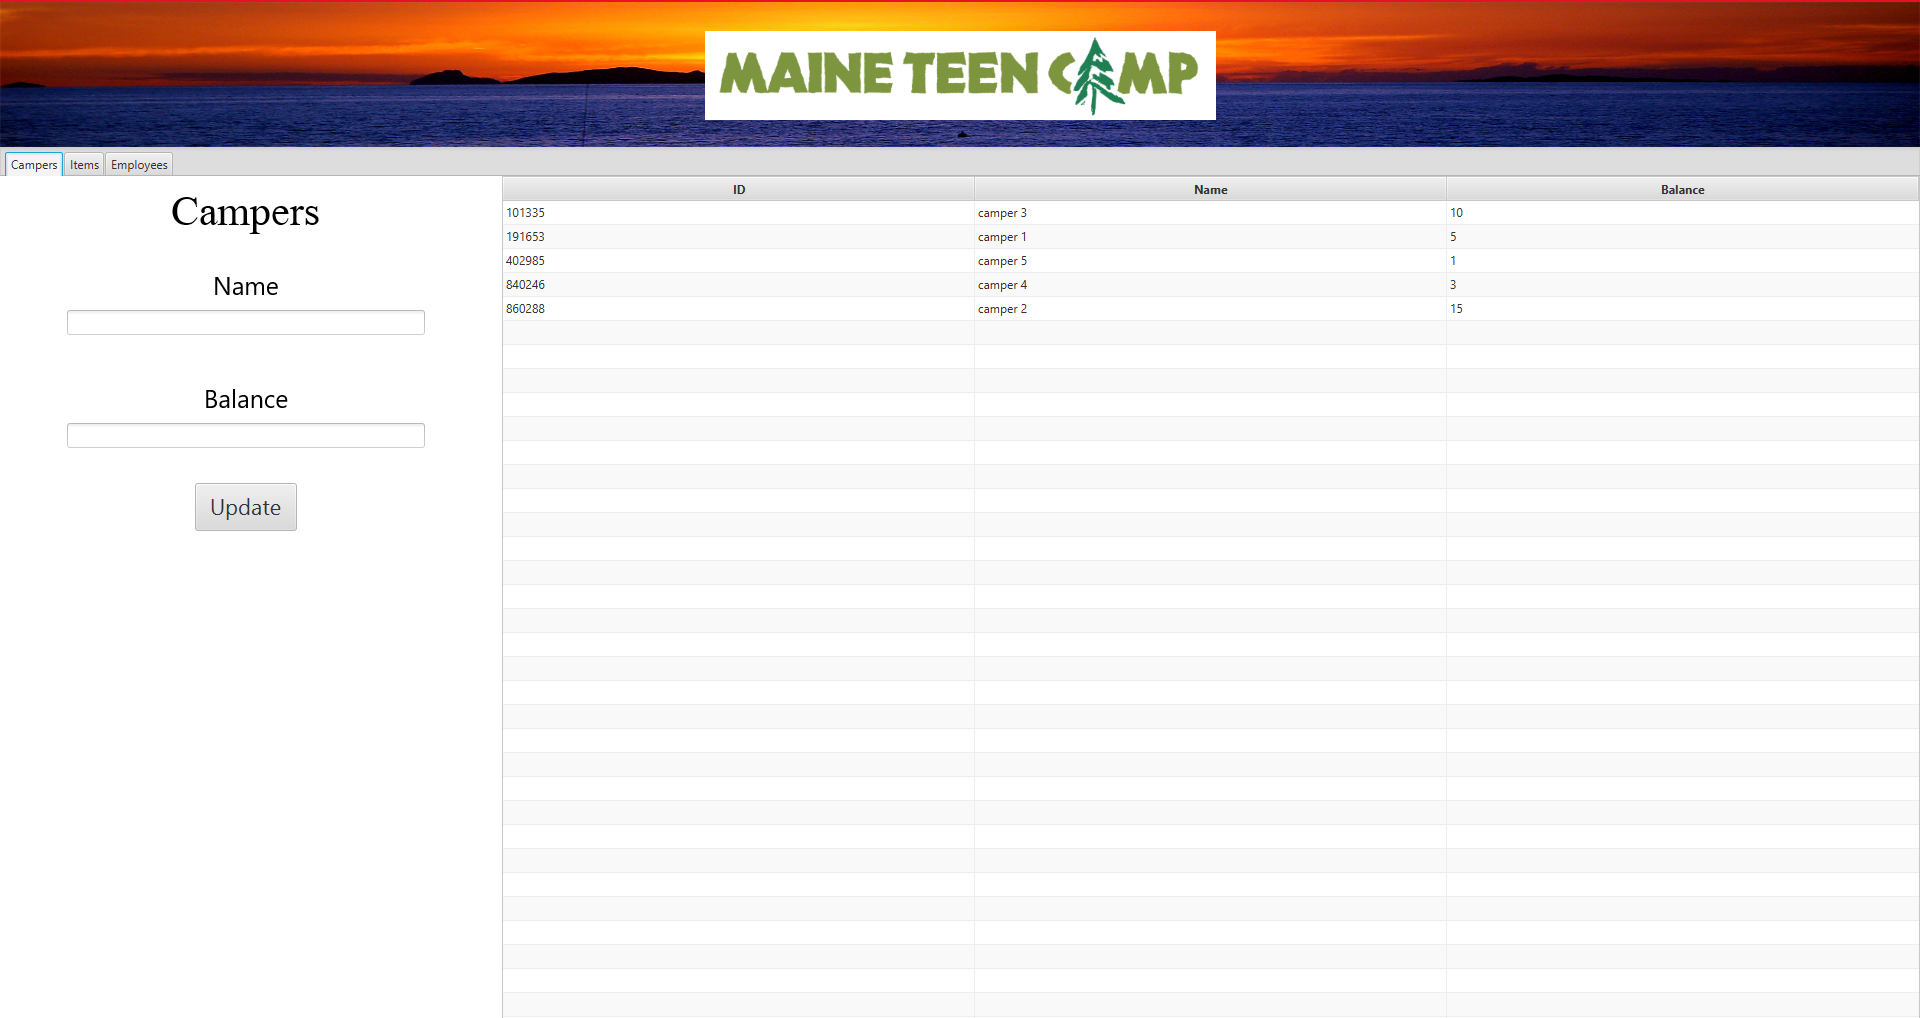 MAINE TEEN CAMP
Campers Items Employees
Campers
Name
Balance
Update
ID Name Balance
101335 camper 3 10
191653 camper 1 5
402985 camper 5 1
840246 camper 4 3
860288 camper 2 15